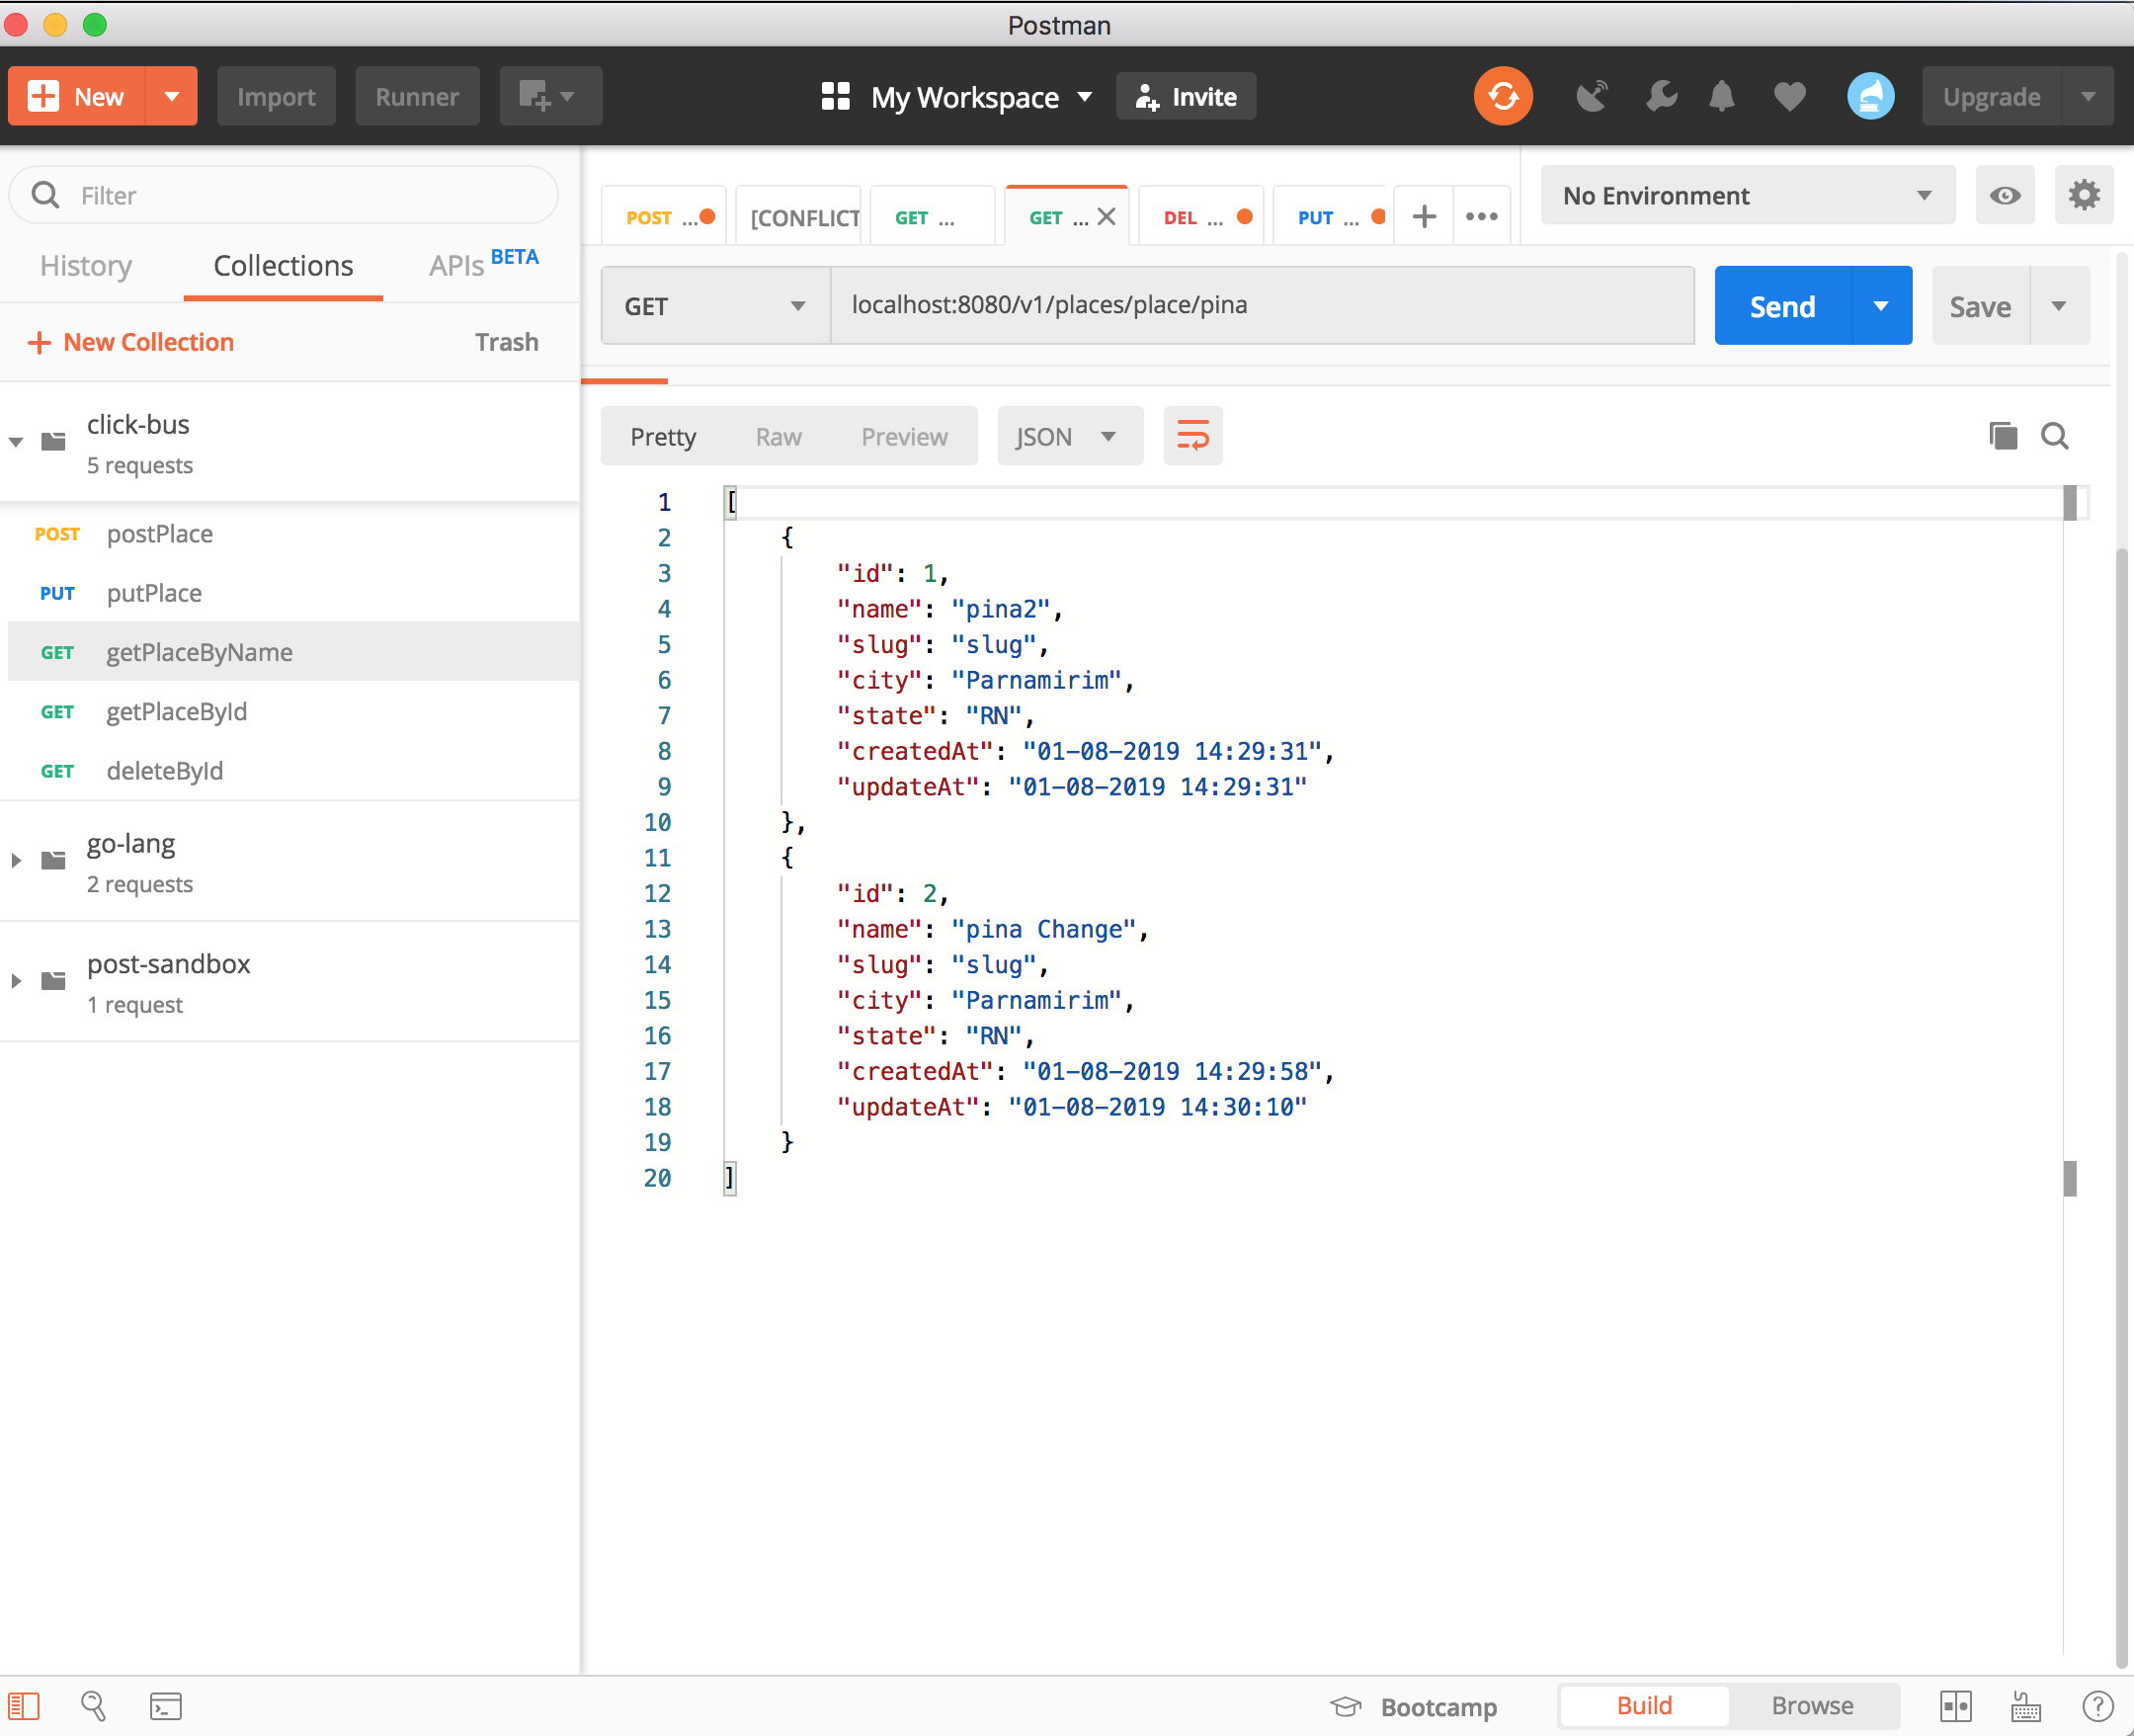 Postman
New
Import
Runner
My Workspace
Invite
Upgrade
Filter
History
Collections
APIs BETA
+ New Collection
Trash
click-bus
5 requests
POST postPlace
PUT putPlace
GET getPlaceByName
GET getPlaceById
GET deleteById
go-lang
2 requests
post-sandbox
1 request
POST ...
[CONFLICT
GET ...
GET ...
DEL ...
PUT ...
No Environment
GET
localhost:8080/v1/places/place/pina
Send
Save
Pretty
Raw
Preview
JSON
1 [
2 {
3 "id": 1,
4 "name": "pina2",
5 "slug": "slug",
6 "city": "Parnamirim",
7 "state": "RN",
8 "createdAt": "01-08-2019 14:29:31",
9 "updateAt": "01-08-2019 14:29:31"
10 },
11 {
12 "id": 2,
13 "name": "pina Change",
14 "slug": "slug",
15 "city": "Parnamirim",
16 "state": "RN",
17 "createdAt": "01-08-2019 14:29:58",
18 "updateAt": "01-08-2019 14:30:10"
19 }
20 ]
Bootcamp
Build
Browse